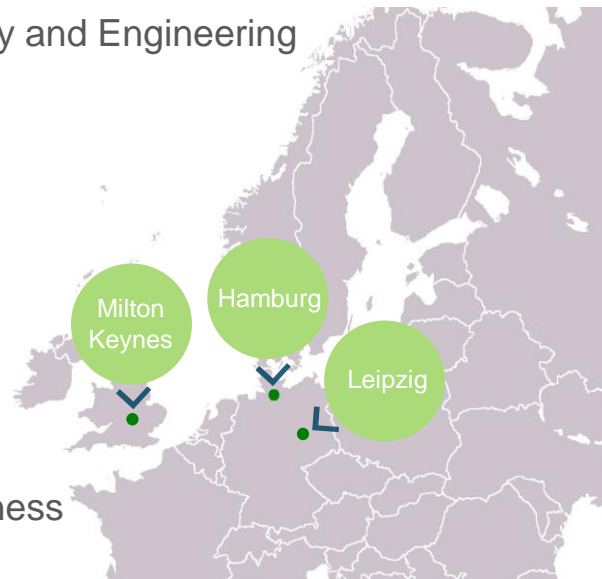 y and Engineering
Hamburg
Milton
Keynes
Leipzig
ness